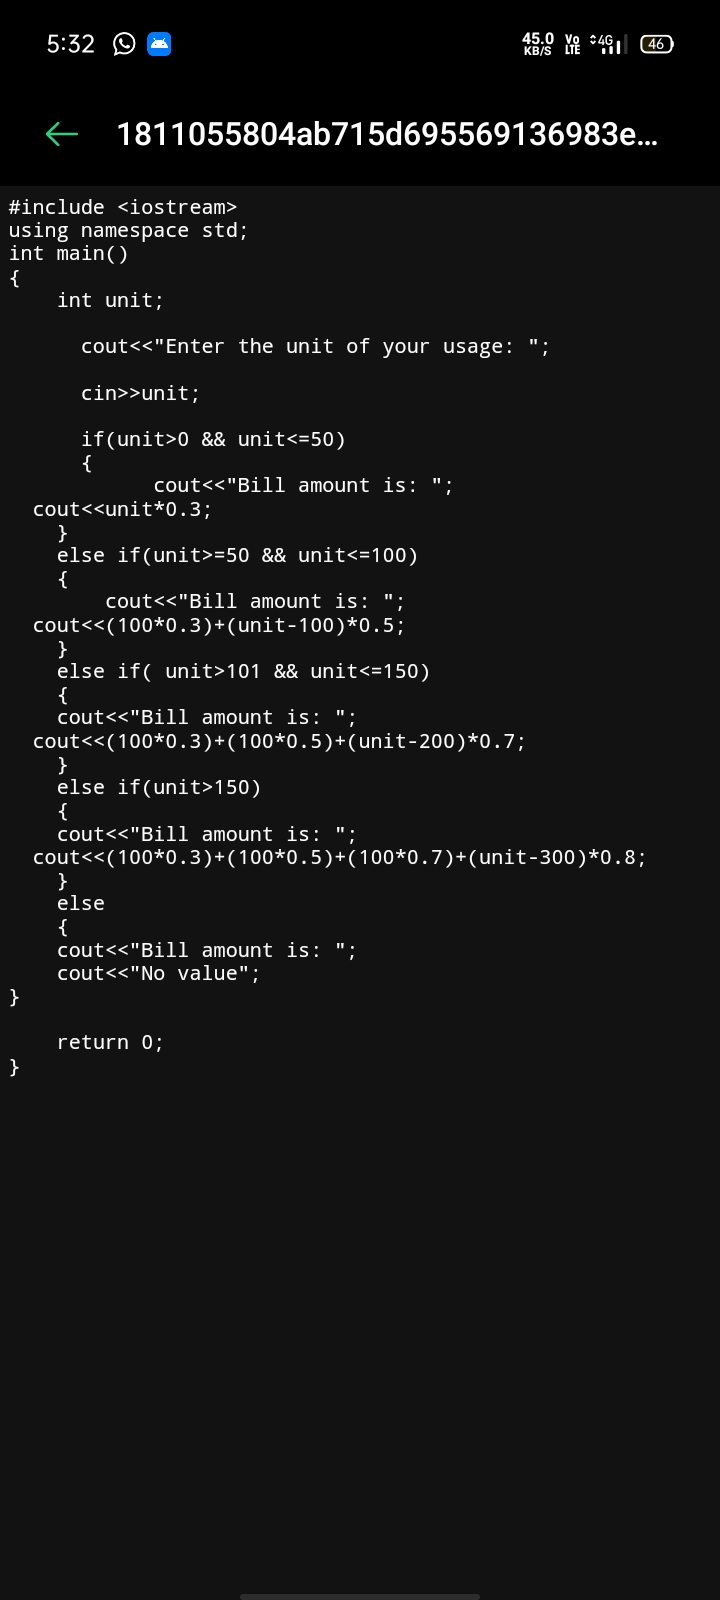 5:32 45.0 KB/S Vo LTE 4G 46
1811055804ab715d695569136983e...
#include <iostream>
using namespace std;
int main()
{
    int unit;

      cout<<"Enter the unit of your usage: ";

      cin>>unit;

      if(unit>0 && unit<=50)
      {
            cout<<"Bill amount is: ";
  cout<<unit*0.3;
    }
    else if(unit>=50 && unit<=100)
    {
        cout<<"Bill amount is: ";
  cout<<(100*0.3)+(unit-100)*0.5;
    }
    else if( unit>101 && unit<=150)
    {
    cout<<"Bill amount is: ";
  cout<<(100*0.3)+(100*0.5)+(unit-200)*0.7;
    }
    else if(unit>150)
    {
    cout<<"Bill amount is: ";
  cout<<(100*0.3)+(100*0.5)+(100*0.7)+(unit-300)*0.8;
    }
    else
    {
    cout<<"Bill amount is: ";
    cout<<"No value";
}

    return 0;
}